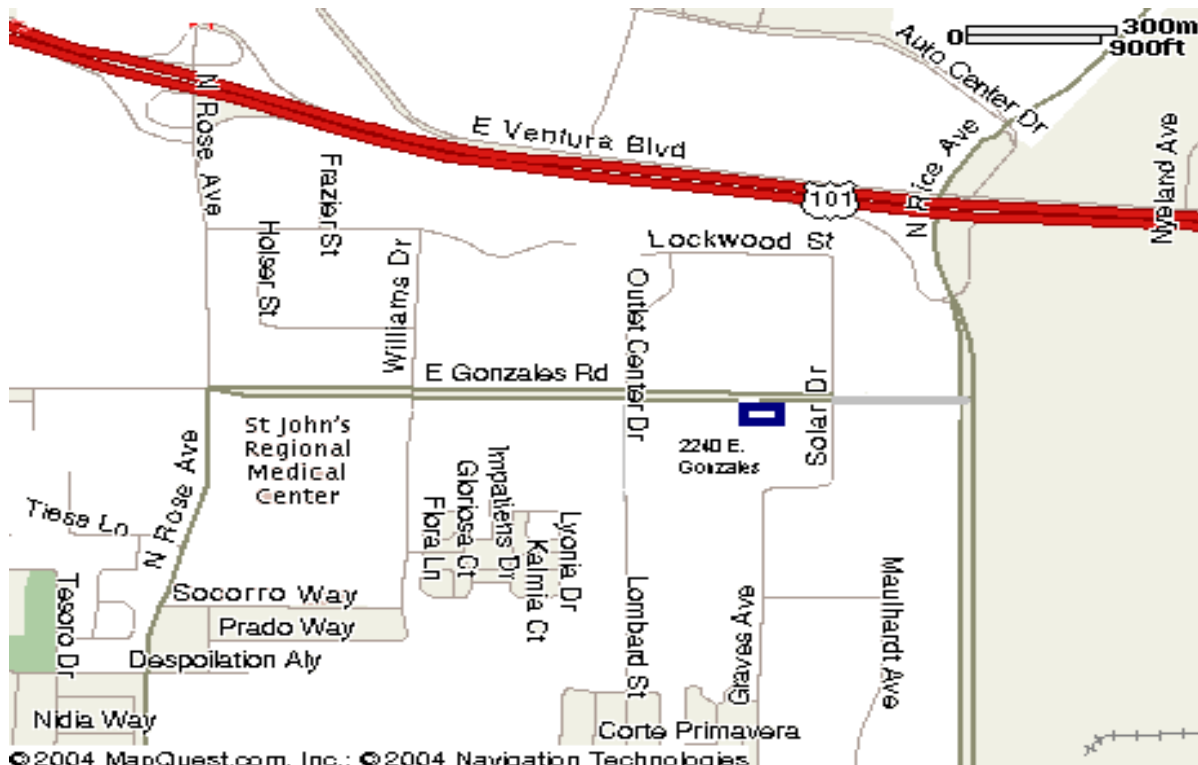 300m
0
900ft
Auto Center Dr
N Rose Ave
E Ventura Blvd
N Rice Ave
Nyeland Ave
101
Frazier St
Holser St
Williams Dr
Lockwood St
Outlet Center Dr
E Gonzales Rd
Solar Dr
St John's
Regional
Medical
Center
2240 E.
Gonzales
N Rose Ave
Tiese Ln
Flora Ln
Gloriosa Ct
Impatiens Dr
Kalmia Ct
Lyonia Dr
Tesoro Dr
Socorro Way
Prado Way
Despoilation Aly
Lombard St
Graves Ave
Maulhardt Ave
Nidia Way
Corte Primavera
©2004 MapQuest.com, Inc.; ©2004 Navigation Technologies